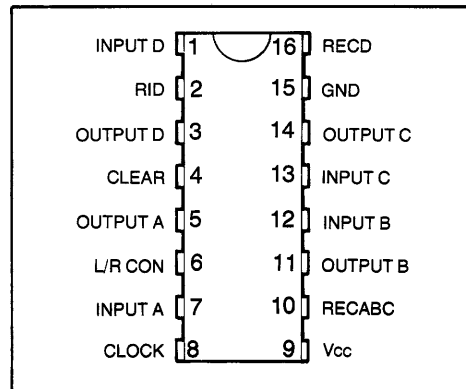 INPUT D 1 16 RECD
RID 2 15 GND
OUTPUT D 3 14 OUTPUT C
CLEAR 4 13 INPUT C
OUTPUT A 5 12 INPUT B
L/R CON 6 11 OUTPUT B
INPUT A 7 10 RECABC
CLOCK 8 9 Vcc